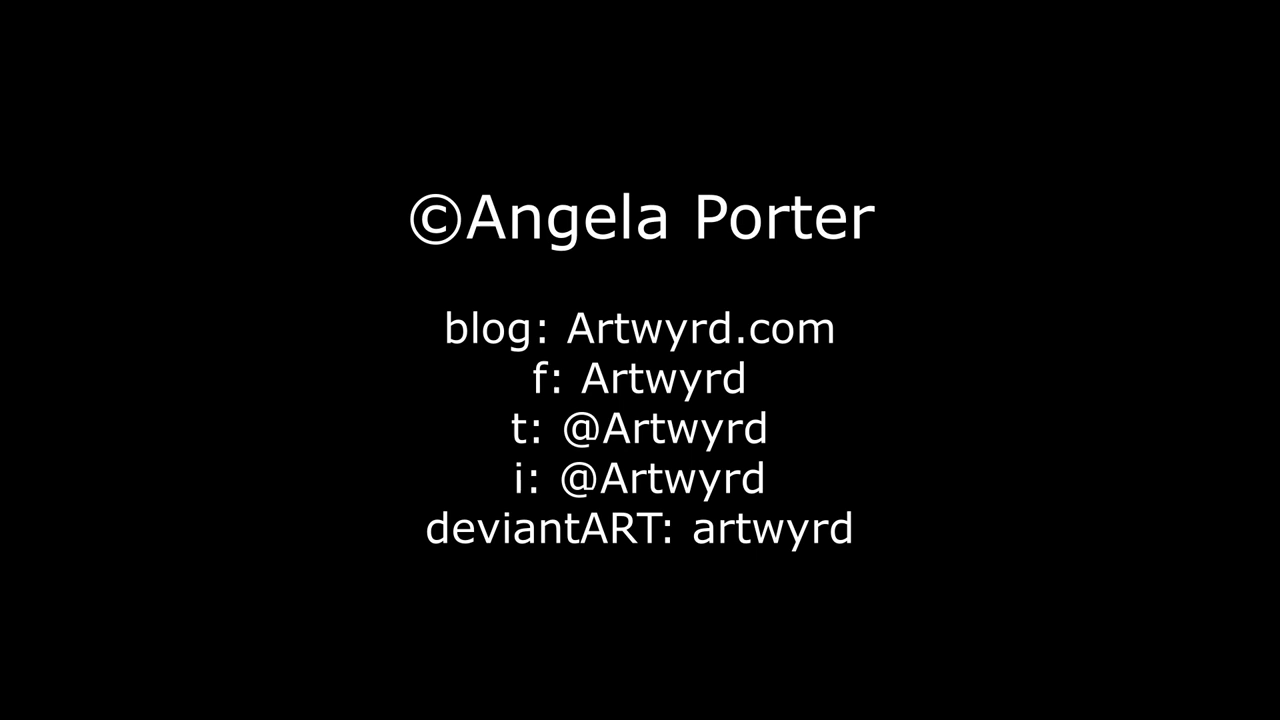 ©Angela Porter
blog: Artwyrd.com
f: Artwyrd
t: @Artwyrd
i: @Artwyrd
deviantART: artwyrd